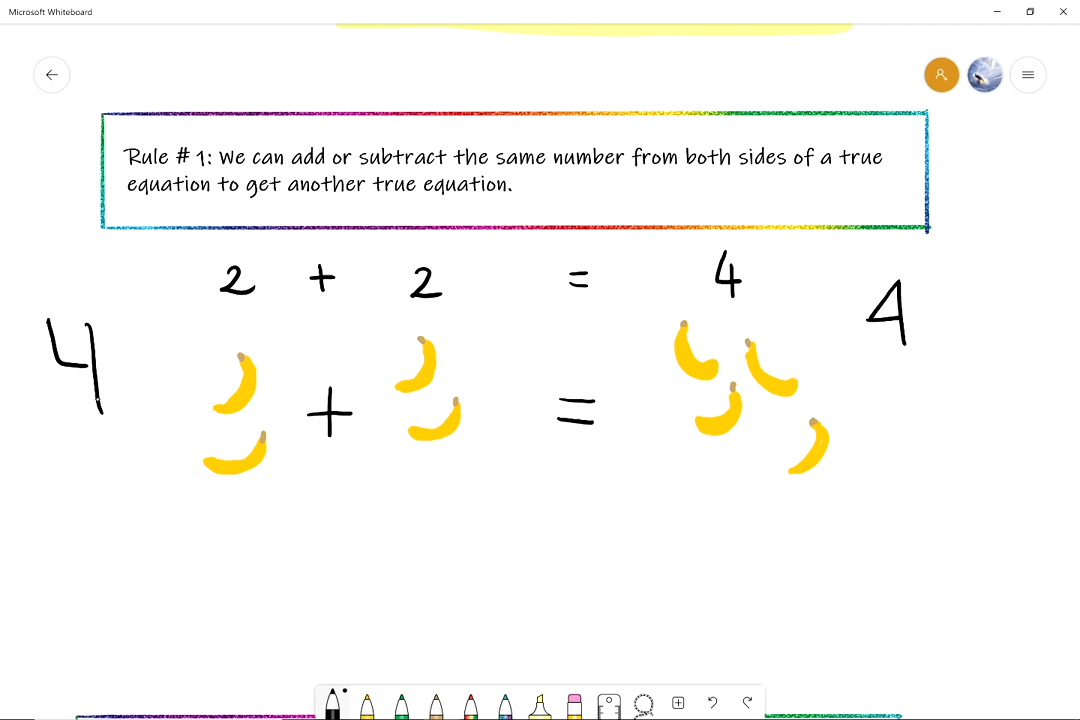 Microsoft Whiteboard
Rule # 1: We can add or subtract the same number from both sides of a true
equation to get another true equation.
2 + 2 = 4
4 + = 4